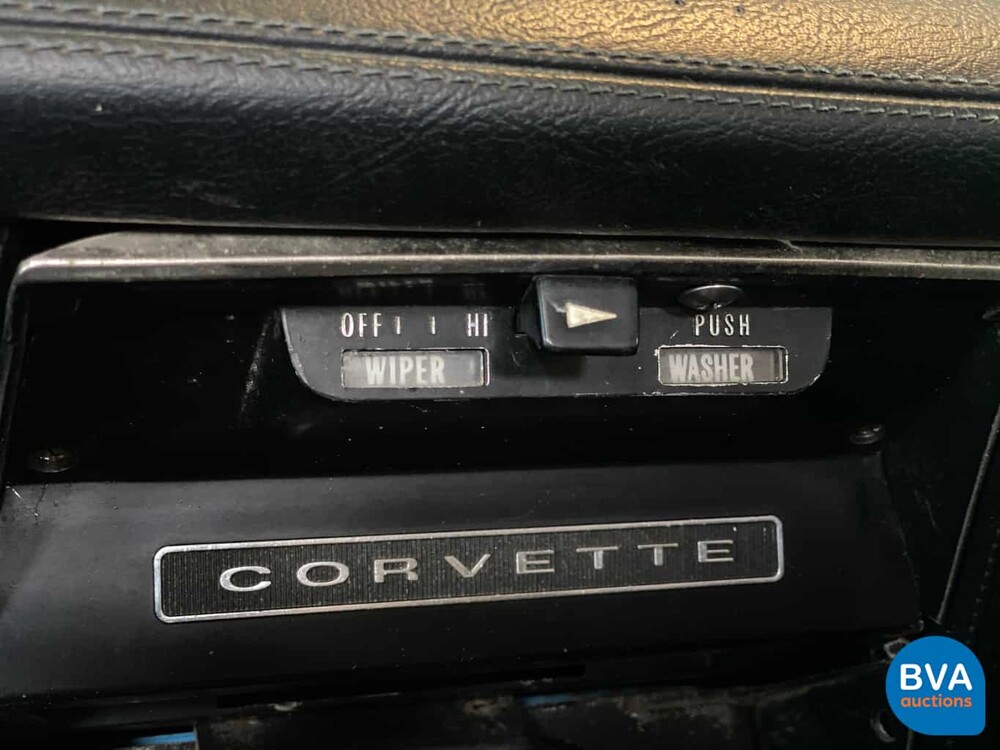 OFF HI
PUSH
WIPER
WASHER
CORVETTE
BVA
auctions